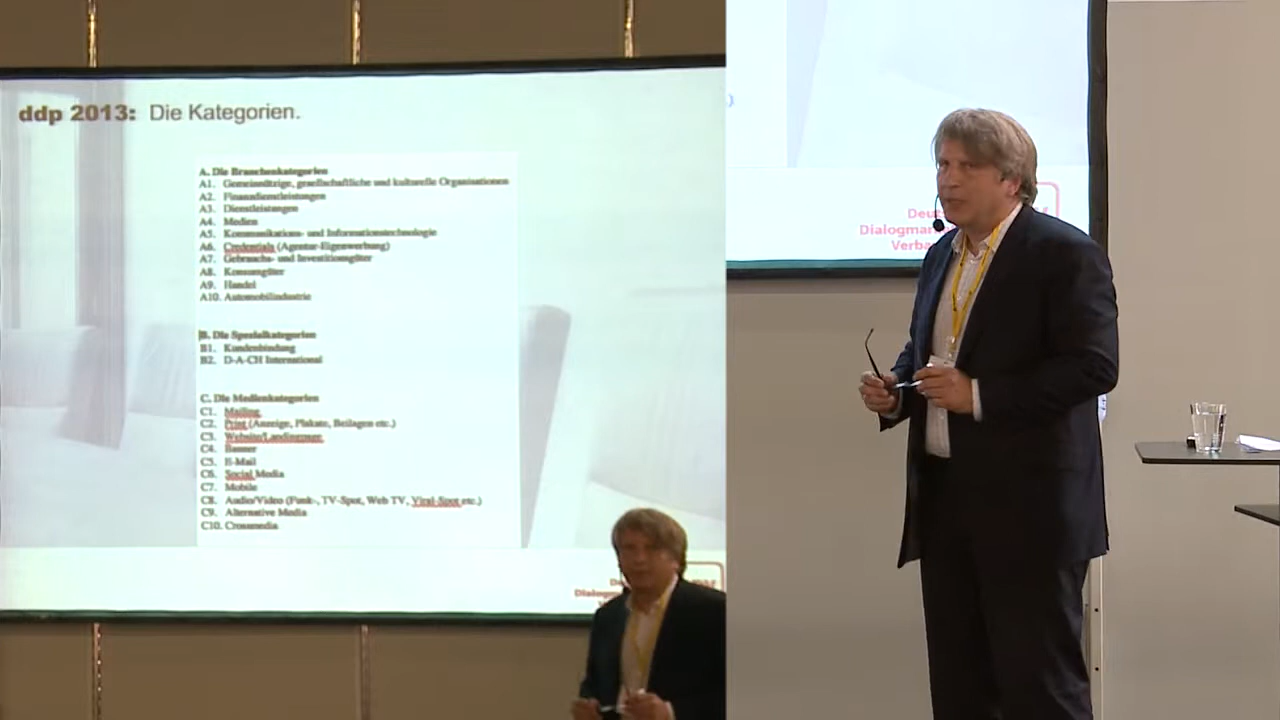 ddp 2013: Die Kategorien.
A. Die Branchenkategorien
A1. Gemeinnützige, gesellschaftliche und kulturelle Organisationen
A2. Finanzdienstleistungen
A3. Dienstleistungen
A4. Medien
A5. Kommunikations- und Informationstechnologie
A6. Credentials (Agentur-Eigenwerbung)
A7. Gebrauchs- und Investitionsgüter
A8. Konsumgüter
A9. Handel
A10. Automobilindustrie
B. Die Spezialkategorien
B1. Kundenbindung
B2. D-A-CH International
C. Die Medienkategorien
C1. Mailing
C2. Print (Anzeige, Plakate, Beilagen etc.)
C3. Website/Landingpage
C4. Banner
C5. E-Mail
C6. Social Media
C7. Mobile
C8. Audio/Video (Funk-, TV-Spot, Web TV, Viral-Spot etc.)
C9. Alternative Media
C10. Crossmedia
Deuts
Dialogmar
Verba